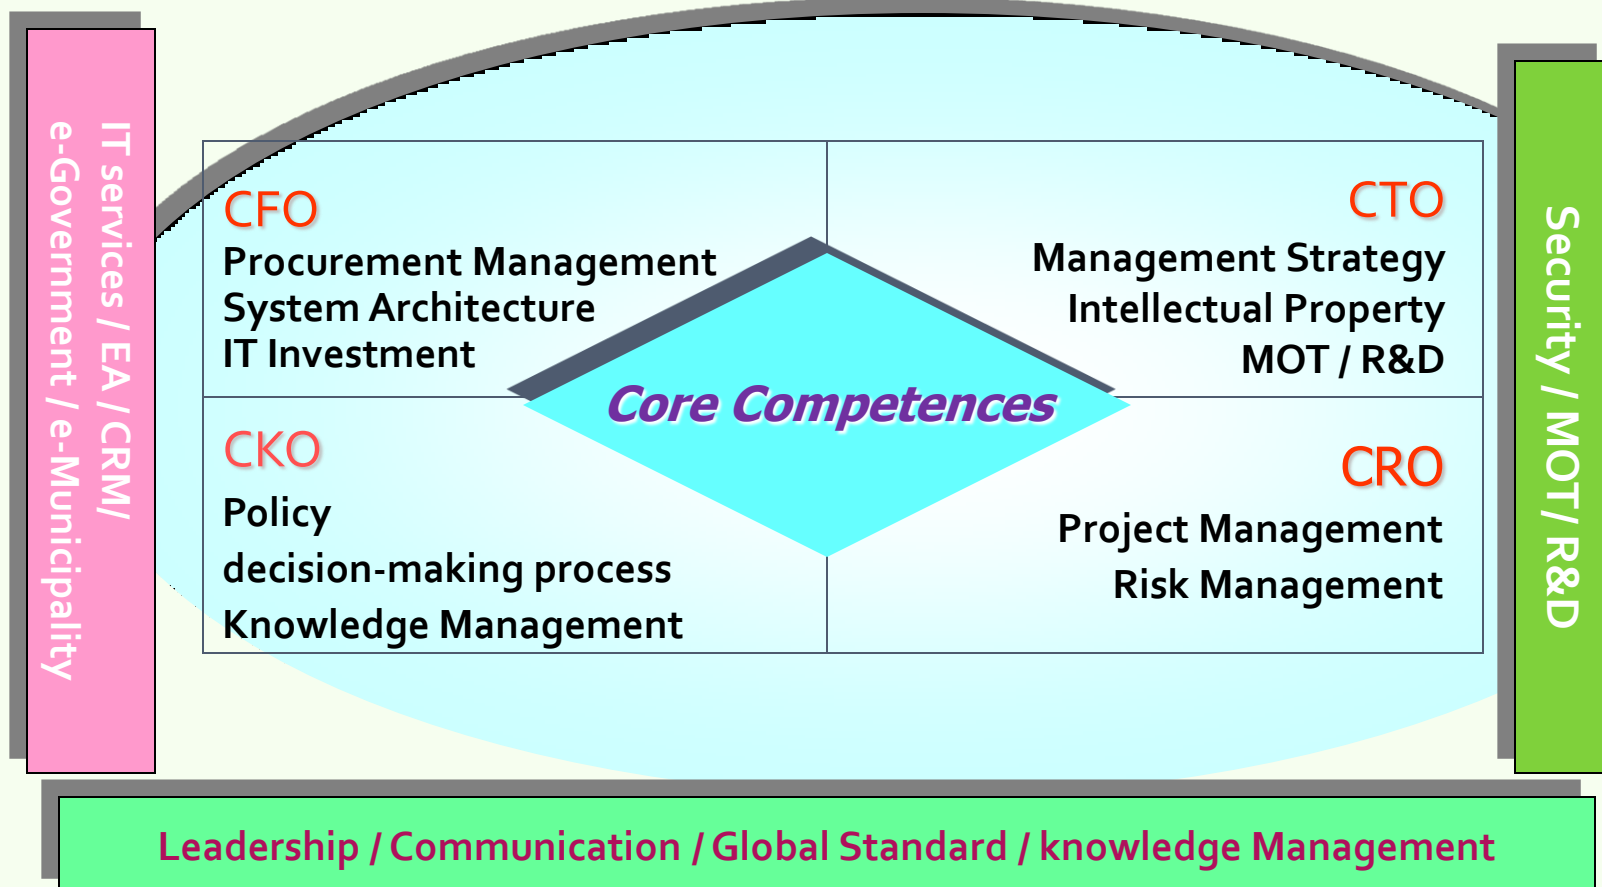 IT services / EA / CRM/
e-Government / e-Municipality
CFO
Procurement Management
System Architecture
IT Investment
CTO
Management Strategy
Intellectual Property
MOT / R&D
Core Competences
CKO
Policy
decision-making process
Knowledge Management
CRO
Project Management
Risk Management
Security / MOT/ R&D
Leadership / Communication / Global Standard / knowledge Management